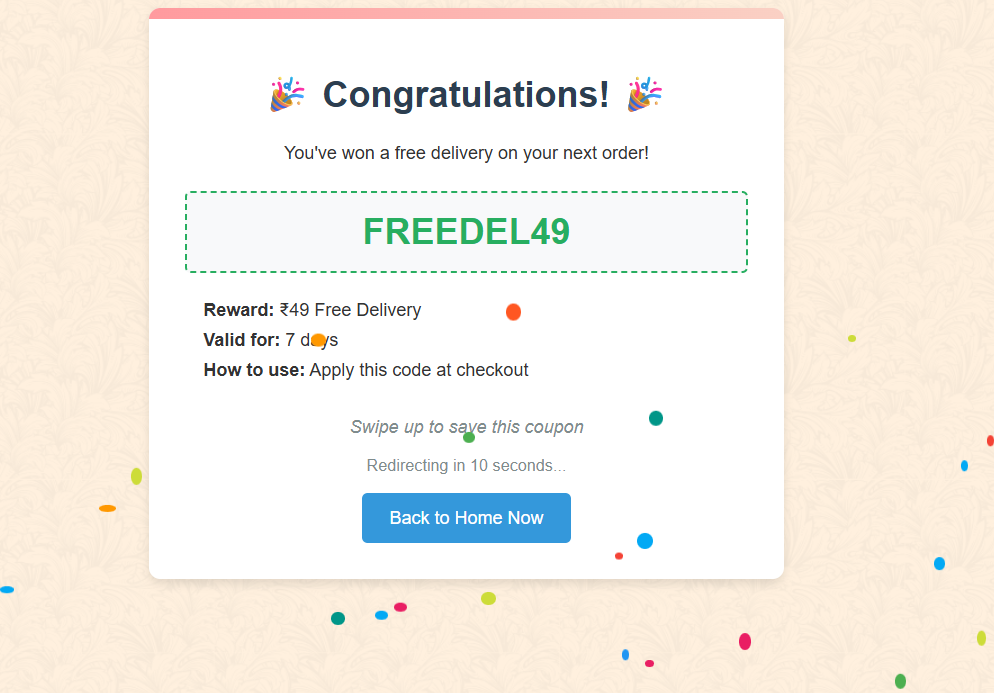 🎉 Congratulations! 🎉
You've won a free delivery on your next order!
FREEDEL49
Reward: ₹49 Free Delivery
Valid for: 7 days
How to use: Apply this code at checkout
Swipe up to save this coupon
Redirecting in 10 seconds...
Back to Home Now